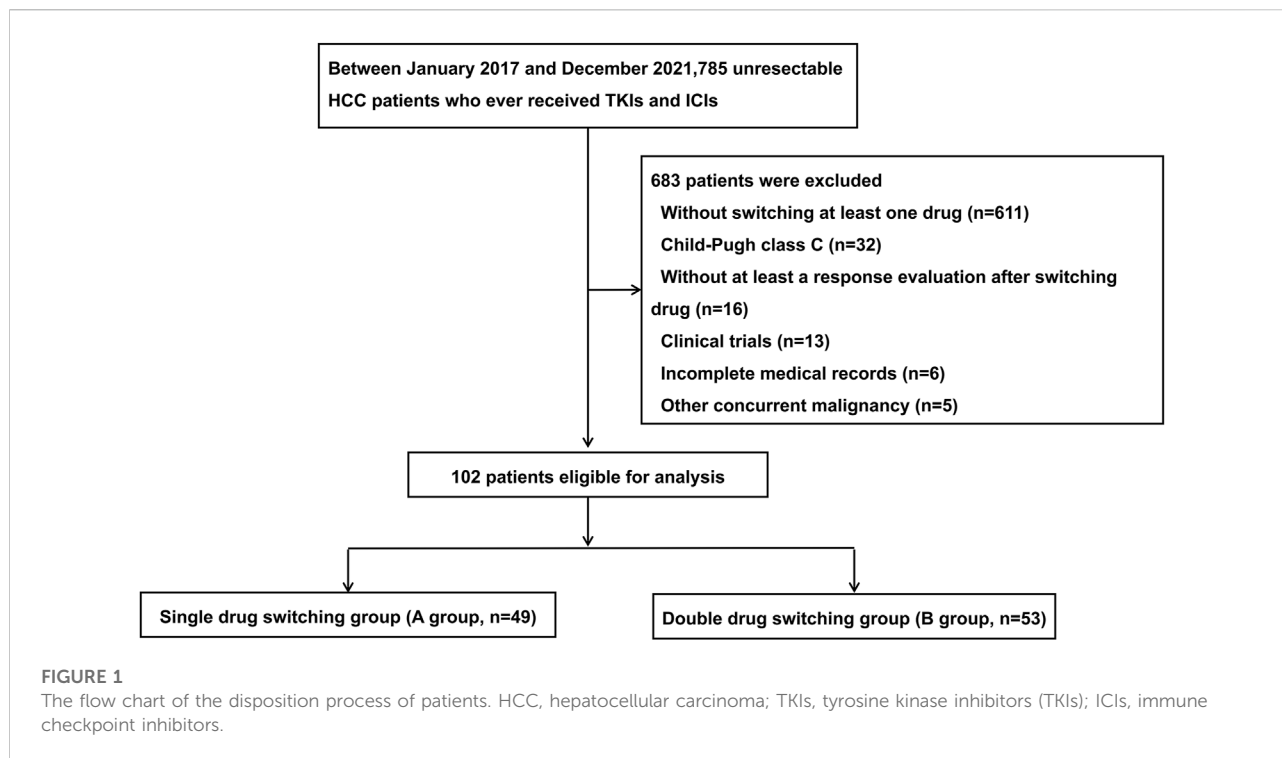 Between January 2017 and December 2021,785 unresectable
HCC patients who ever received TKIs and ICIs
683 patients were excluded
Without switching at least one drug (n=611)
Child-Pugh class C (n=32)
Without at least a response evaluation after switching
drug (n=16)
Clinical trials (n=13)
Incomplete medical records (n=6)
Other concurrent malignancy (n=5)
102 patients eligible for analysis
Single drug switching group (A group, n=49)
Double drug switching group (B group, n=53)
FIGURE 1
The flow chart of the disposition process of patients. HCC, hepatocellular carcinoma; TKIs, tyrosine kinase inhibitors (TKIs); ICIs, immune
checkpoint inhibitors.